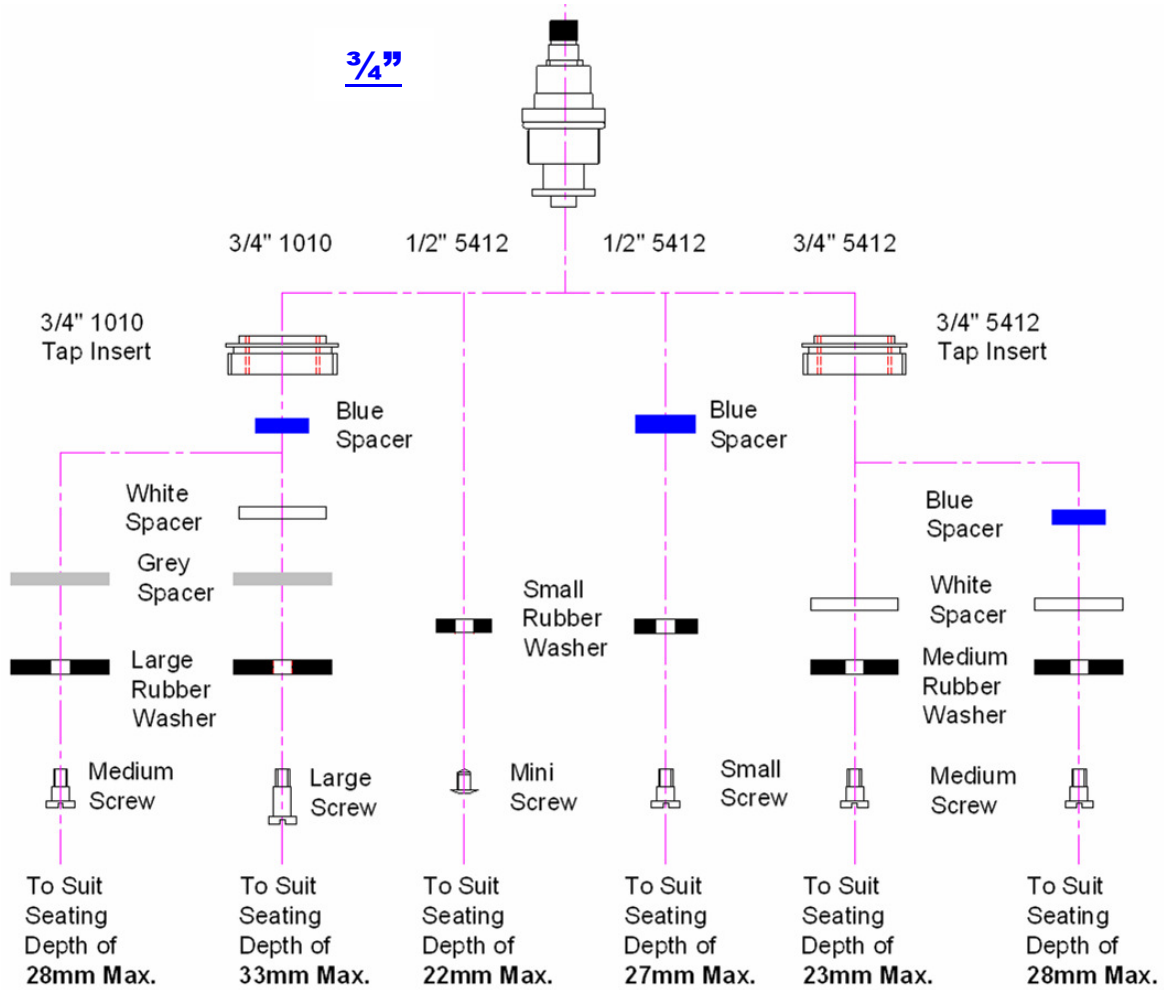 ¾”
3/4" 1010
1/2" 5412
1/2" 5412
3/4" 5412
3/4" 1010
Tap Insert
3/4" 5412
Tap Insert
Blue
Spacer
Blue
Spacer
White
Spacer
Blue
Spacer
Grey
Spacer
Small
Rubber
Washer
White
Spacer
Large
Rubber
Washer
Medium
Rubber
Washer
Medium
Screw
Large
Screw
Mini
Screw
Small
Screw
Medium
Screw
To Suit
Seating
Depth of
28mm Max.
To Suit
Seating
Depth of
33mm Max.
To Suit
Seating
Depth of
22mm Max.
To Suit
Seating
Depth of
27mm Max.
To Suit
Seating
Depth of
23mm Max.
To Suit
Seating
Depth of
28mm Max.